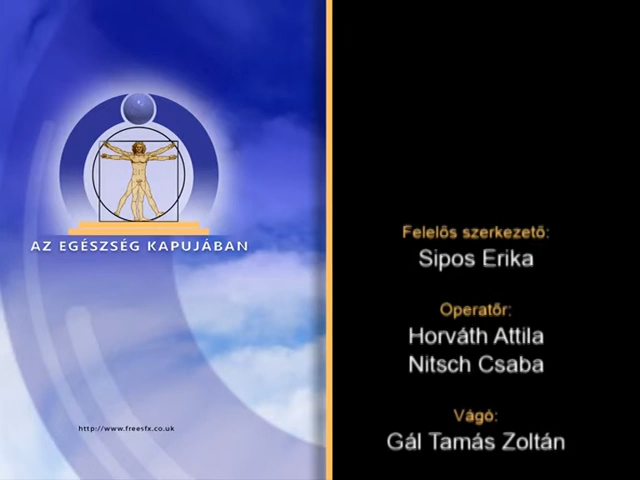 AZ EGÉSZSÉG KAPUJÁBAN
http://www.freesfx.co.uk
Felelős szerkezető:
Sipos Erika
Operatőr:
Horváth Attila
Nitsch Csaba
Vágó:
Gál Tamás Zoltán